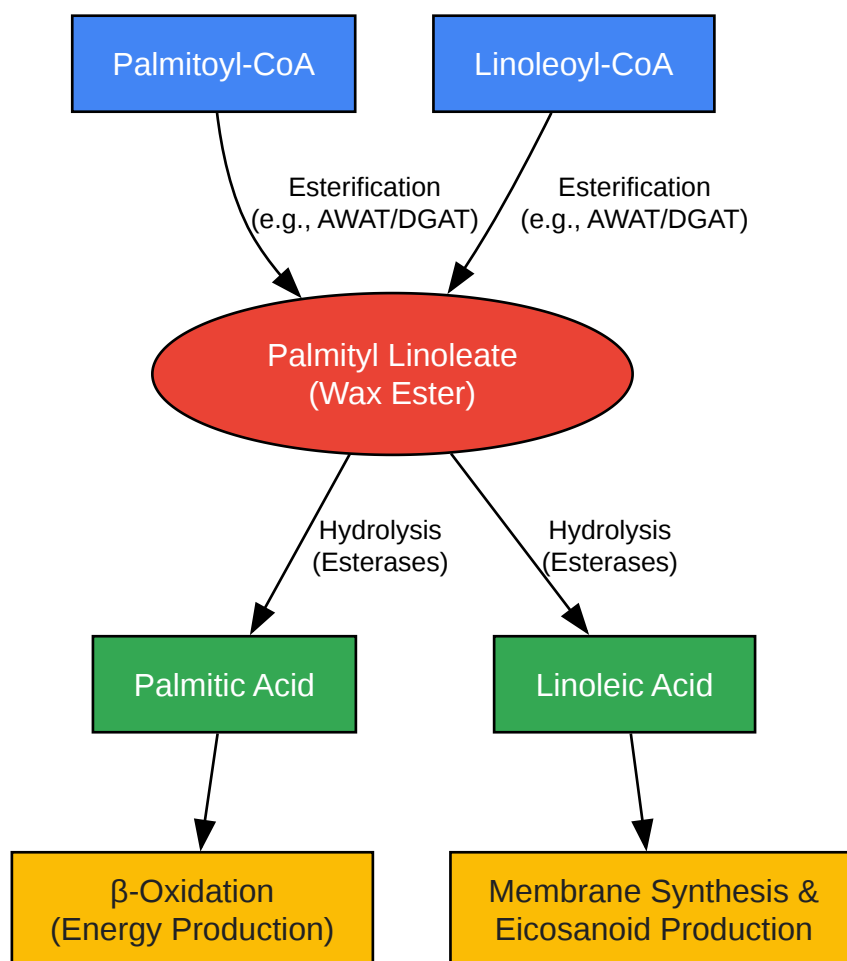 Palmitoyl-CoA
Linoleoyl-CoA
Esterification
(e.g., AWAT/DGAT)
Esterification
(e.g., AWAT/DGAT)
Palmityl Linoleate
(Wax Ester)
Hydrolysis
(Esterases)
Hydrolysis
(Esterases)
Palmitic Acid
Linoleic Acid
β-Oxidation
(Energy Production)
Membrane Synthesis &
Eicosanoid Production